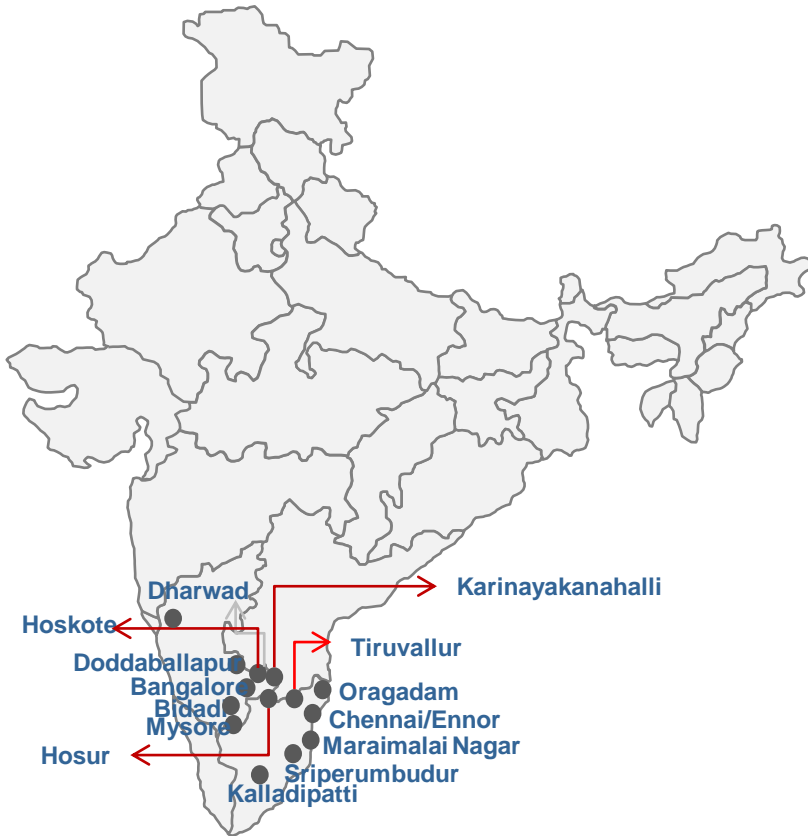 Dharwad
Karinayakanahalli
Hoskote
Tiruvallur
Doddaballapur
Bangalore
Oragadam
Bidadi
Chennai/Ennor
Mysore
Maraimalai Nagar
Hosur
Sriperumbudur
Kalladipatti